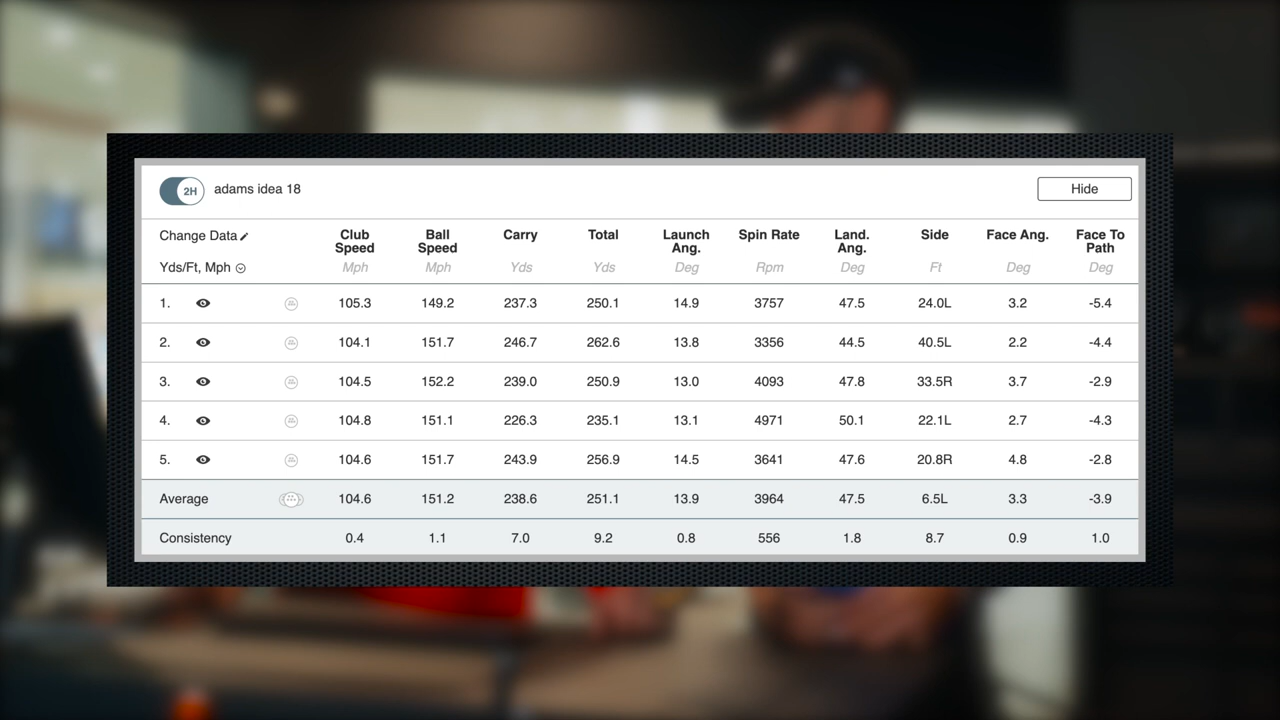 2H adams idea 18 Hide
Change Data Club Speed Ball Speed Carry Total Launch Ang. Spin Rate Land. Ang. Side Face Ang. Face To Path
Yds/Ft, Mph Mph Mph Yds Yds Deg Rpm Deg Ft Deg Deg
1. 105.3 149.2 237.3 250.1 14.9 3757 47.5 24.0L 3.2 -5.4
2. 104.1 151.7 246.7 262.6 13.8 3356 44.5 40.5L 2.2 -4.4
3. 104.5 152.2 239.0 250.9 13.0 4093 47.8 33.5R 3.7 -2.9
4. 104.8 151.1 226.3 235.1 13.1 4971 50.1 22.1L 2.7 -4.3
5. 104.6 151.7 243.9 256.9 14.5 3641 47.6 20.8R 4.8 -2.8
Average 104.6 151.2 238.6 251.1 13.9 3964 47.5 6.5L 3.3 -3.9
Consistency 0.4 1.1 7.0 9.2 0.8 556 1.8 8.7 0.9 1.0